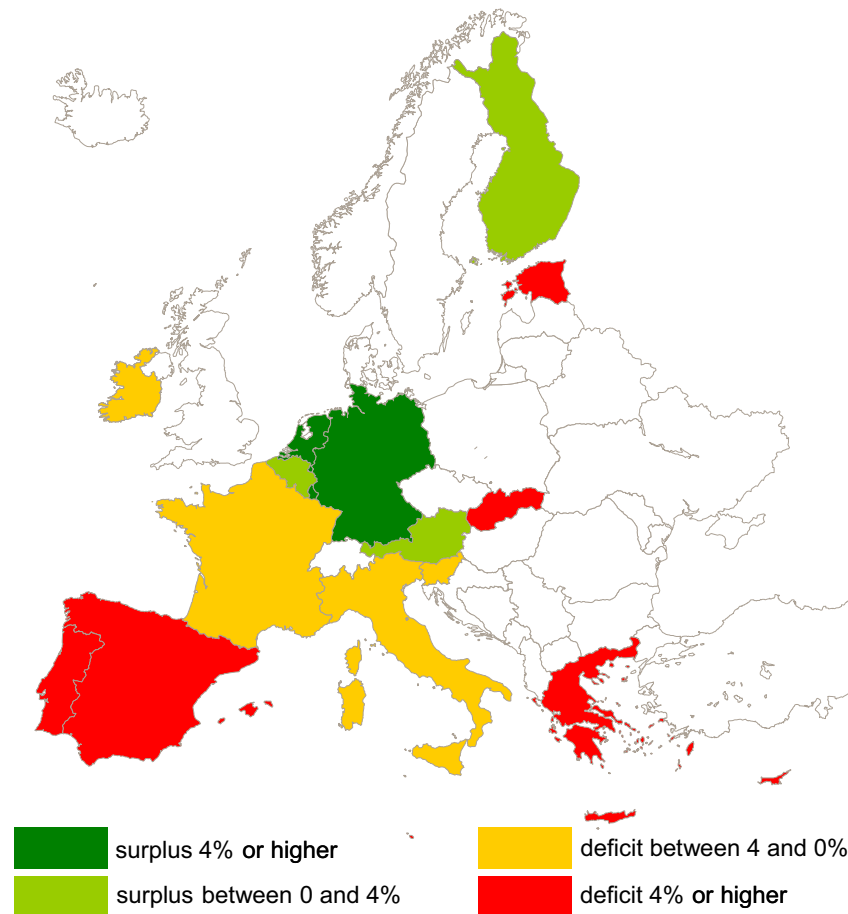 surplus 4% or higher
deficit between 4 and 0%
surplus between 0 and 4%
deficit 4% or higher